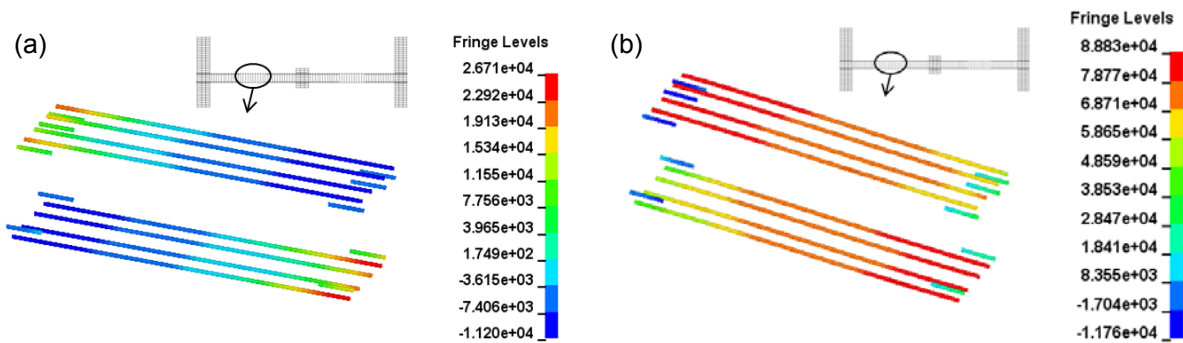 (a)
Fringe Levels
2.671e+04
2.292e+04
1.913e+04
1.534e+04
1.155e+04
7.756e+03
3.965e+03
1.749e+02
-3.615e+03
-7.406e+03
-1.120e+04
(b)
Fringe Levels
8.883e+04
7.877e+04
6.871e+04
5.865e+04
4.859e+04
3.853e+04
2.847e+04
1.841e+04
8.355e+03
-1.704e+03
-1.176e+04